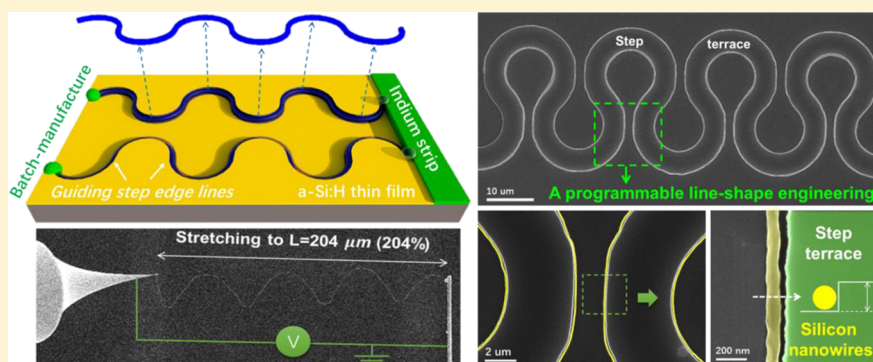 Batch-manufacture
Guiding step edge lines
a-Si:H thin film
Indium strip
Step terrace
10 um
A programmable line-shape engineering
Stretching to L=204 μm (204%)
V
2 um
Step
terrace
Silicon
nanowires
200 nm